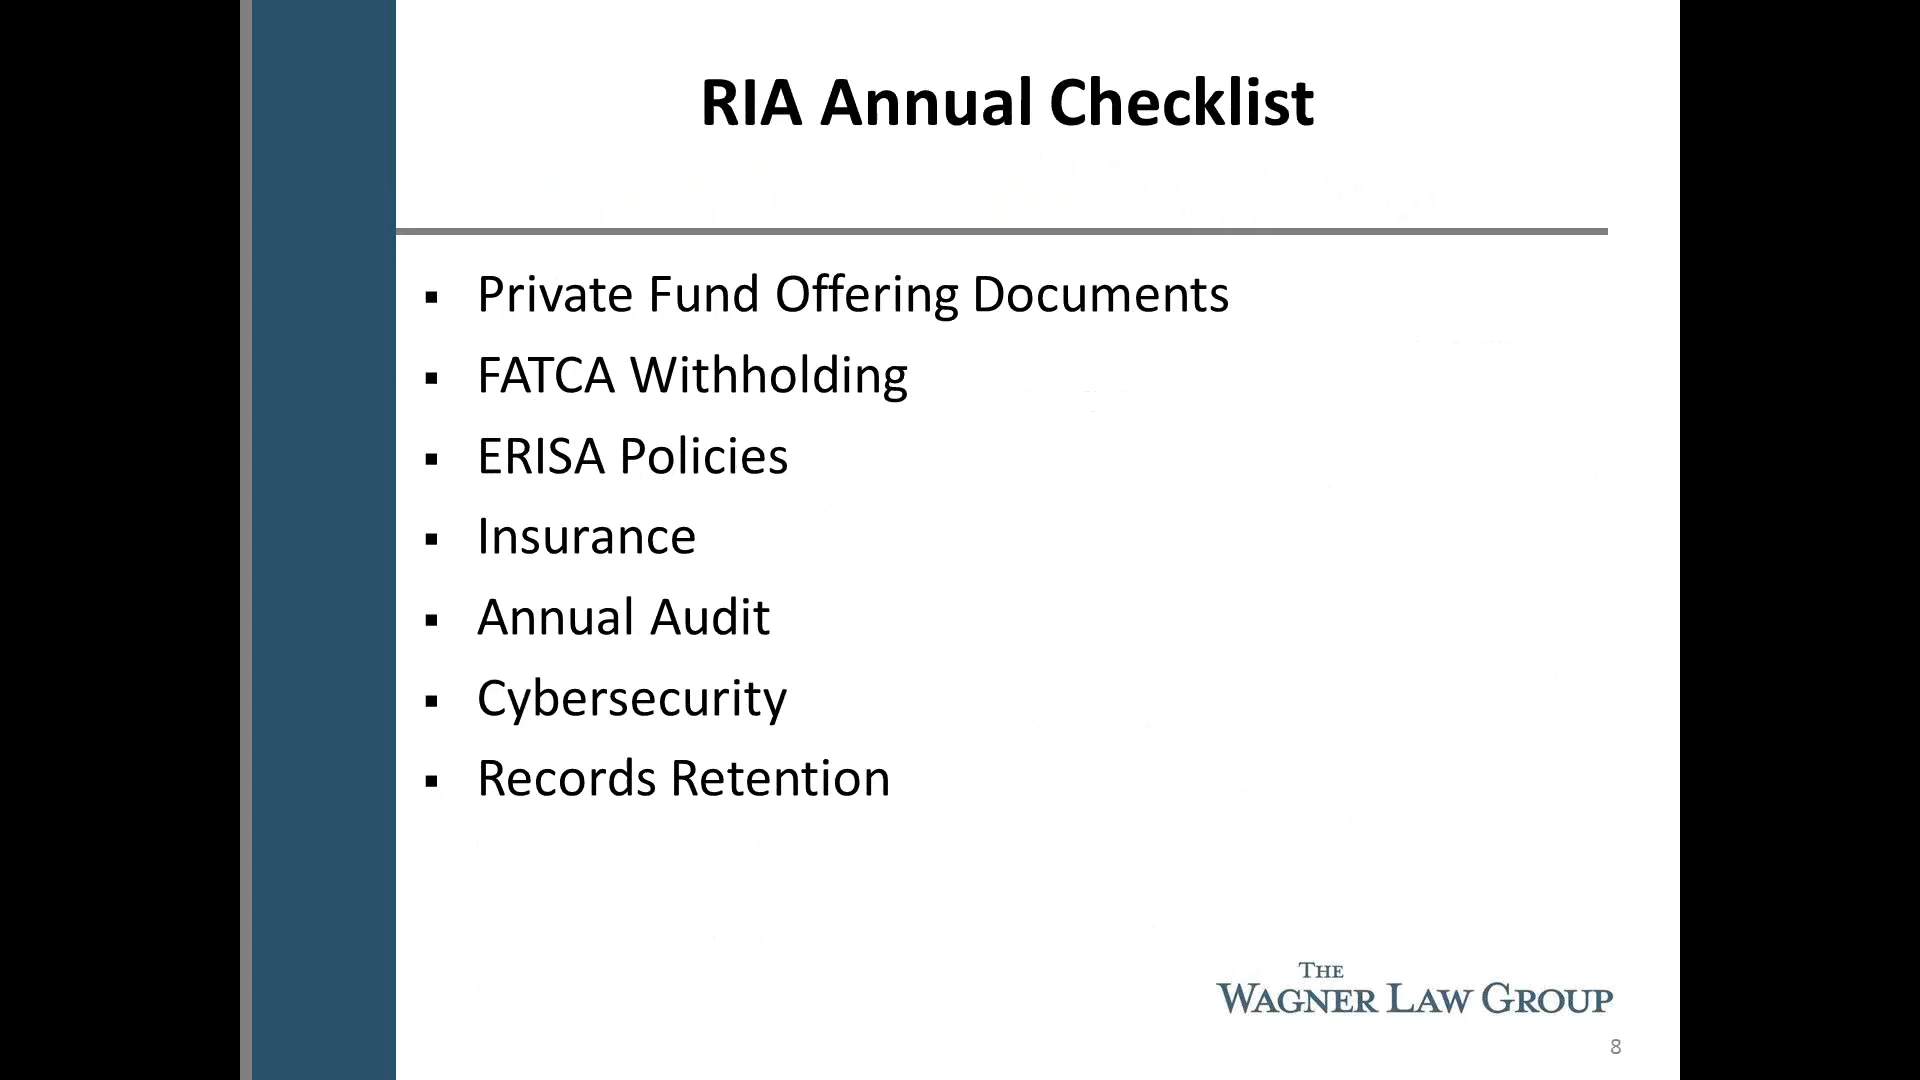 RIA Annual Checklist
▪ Private Fund Offering Documents
▪ FATCA Withholding
▪ ERISA Policies
▪ Insurance
▪ Annual Audit
▪ Cybersecurity
▪ Records Retention
THE
WAGNER LAW GROUP
8